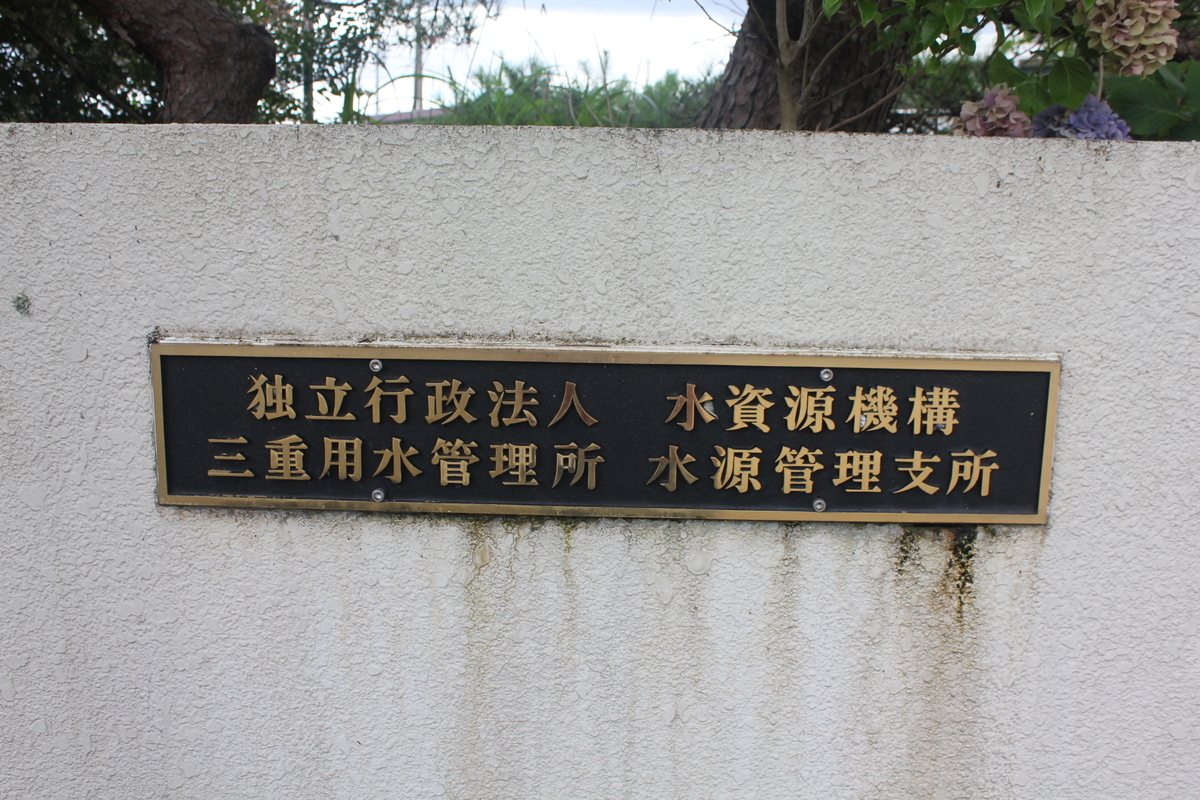 独立行政法人　水資源機構
三重用水管理所　水源管理支所